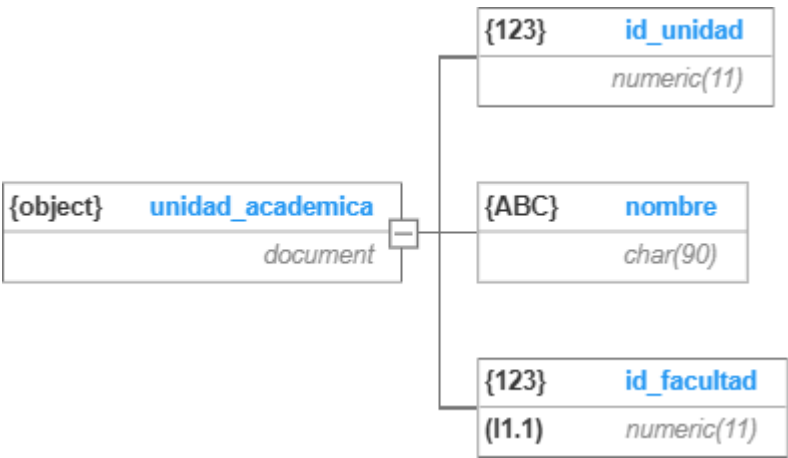 {123} id_unidad
numeric(11)
{object} unidad_academica
document
{ABC} nombre
char(90)
{123} id_facultad
(I1.1) numeric(11)